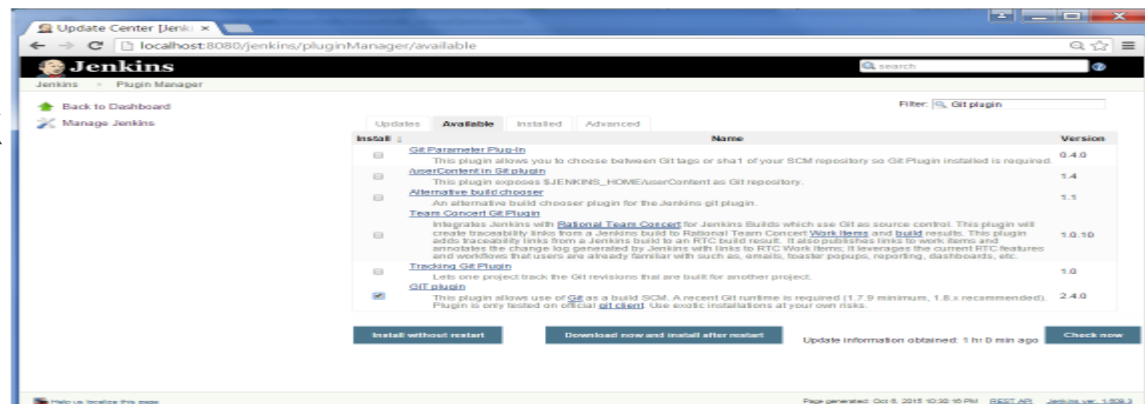 Update Center [Jenki
localhost:8080/jenkins/pluginManager/available
Jenkins
search
Jenkins
Plugin Manager
Back to Dashboard
Manage Jenkins
Filter: Git plugin
Updates Available Installed Advanced
Install ↓ Name Version
Git Parameter Plug-In
This plugin allows you to choose between Git tags or sha1 of your SCM repository so Git Plugin installed is required. 0.4.0
/userContent in Git plugin
This plugin exposes $JENKINS_HOME/userContent as Git repository. 1.4
Alternative build chooser
An alternative build chooser plugin for the Jenkins git plugin. 1.1
Team Concert Git Plugin
Integrates Jenkins with Rational Team Concert for Jenkins Builds which use Git as source control. This plugin will
create traceability links from a Jenkins build to Rational Team Concert Work Items and build results. This plugin
adds traceability links from a Jenkins build to an RTC build result. It also publishes links to work items and 1.0.10
annotates the change log generated by Jenkins with links to RTC Work Items; It leverages the current RTC features
and workflows that users are already familiar with such as, emails, toaster popups, reporting, dashboards, etc.
Tracking Git Plugin
Lets one project track the Git revisions that are built for another project. 1.0
GIT plugin
This plugin allows use of Git as a build SCM. A recent Git runtime is required (1.7.9 minimum, 1.8.x recommended). 2.4.0
Plugin is only tested on official git client. Use exotic installations at your own risks.
Install without restart Download now and install after restart Update information obtained: 1 hr 0 min ago Check now
Help us localize this page Page generated: Oct 6, 2015 10:30:16 PM REST API Jenkins ver. 1.609.3